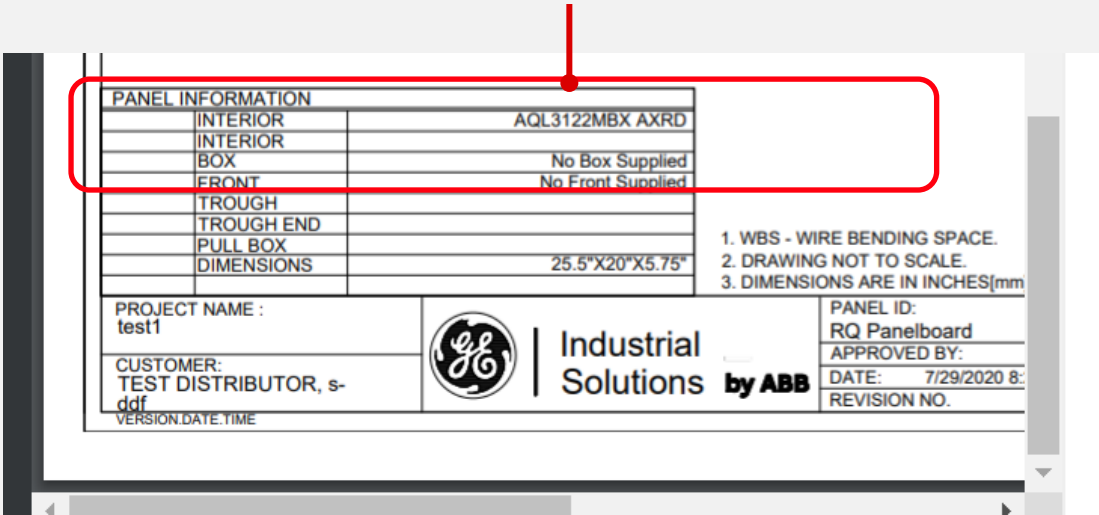 PANEL INFORMATION
INTERIOR AQL3122MBX AXRD
INTERIOR
BOX No Box Supplied
FRONT No Front Supplied
TROUGH
TROUGH END
PULL BOX
DIMENSIONS 25.5"X20"X5.75"
1. WBS - WIRE BENDING SPACE.
2. DRAWING NOT TO SCALE.
3. DIMENSIONS ARE IN INCHES[mm
PROJECT NAME :
test1
CUSTOMER:
TEST DISTRIBUTOR, s-
ddf
GE
Industrial
Solutions
by ABB
PANEL ID:
RQ Panelboard
APPROVED BY:
DATE: 7/29/2020 8:
REVISION NO.
VERSION.DATE.TIME